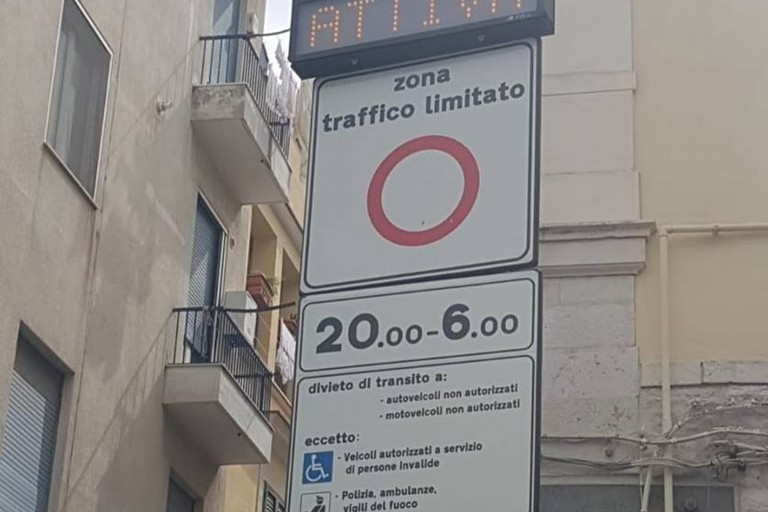 ATTIVA
zona
traffico limitato
20.00-6.00
divieto di transito a:
- autoveicoli non autorizzati
- motoveicoli non autorizzati
eccetto:
- Veicoli autorizzati a servizio
di persone invalide
- Polizia, ambulanze,
vigili del fuoco